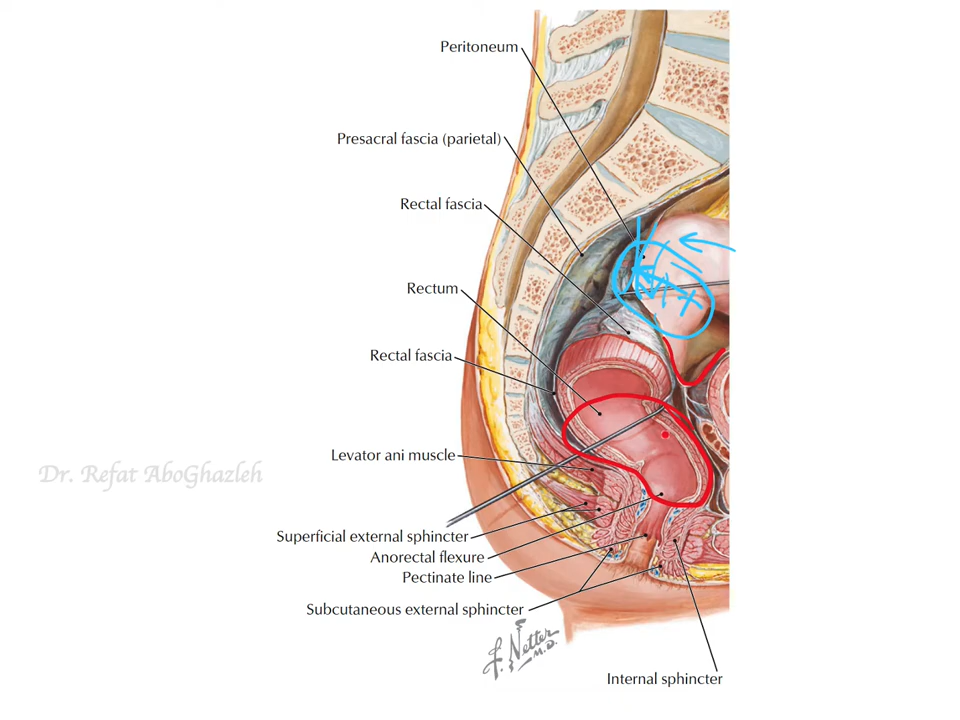 Peritoneum
Presacral fascia (parietal)
Rectal fascia
Rectum
Rectal fascia
Levator ani muscle
Dr. Refat AboGhazleh
Superficial external sphincter
Anorectal flexure
Pectinate line
Subcutaneous external sphincter
f. Netter
M.D.
Internal sphincter